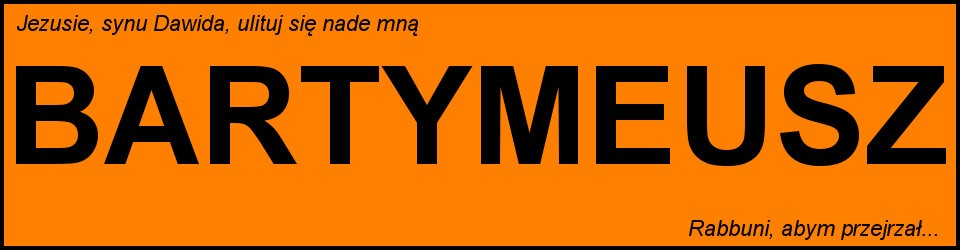 Jezusie, synu Dawida, ulituj się nade mną
BARTYMEUSZ
Rabbuni, abym przejrzał...